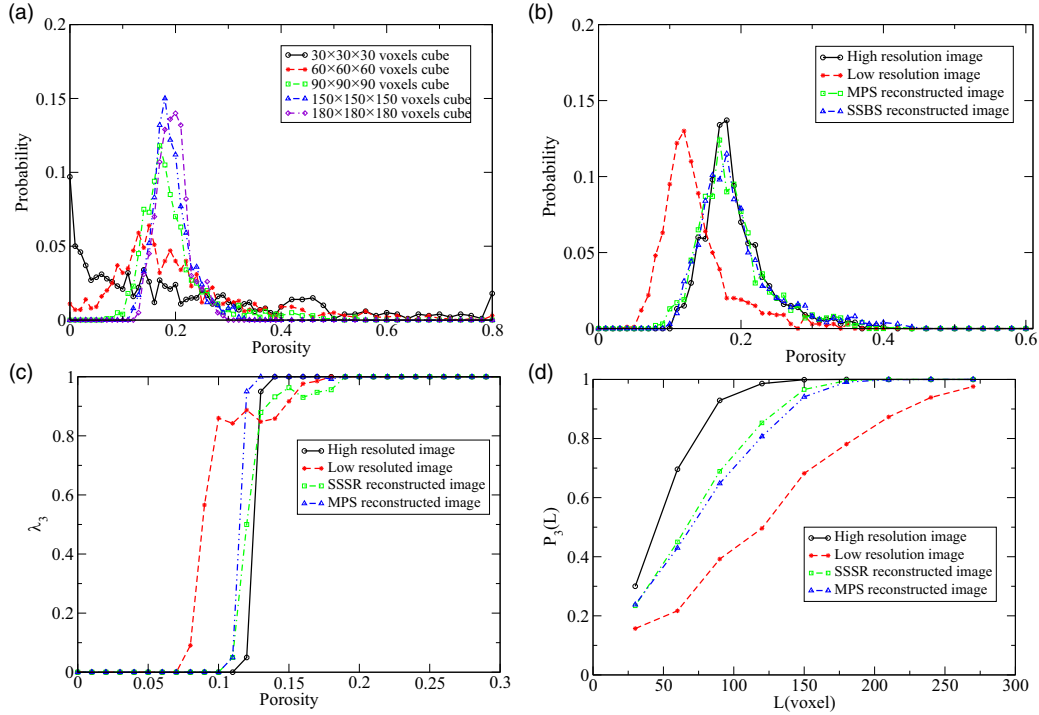 (a)
0.2
0.15
0.1
0.05
0
Probability
30×30×30 voxels cube
60×60×60 voxels cube
90×90×90 voxels cube
150×150×150 voxels cube
180×180×180 voxels cube
0 0.2 0.4 0.6 0.8
Porosity
(b)
0.2
0.15
0.1
0.05
0
Probability
High resolution image
Low resolution image
MPS reconstructed image
SSBS reconstructed image
0 0.2 0.4 0.6
Porosity
(c)
1
0.8
0.6
0.4
0.2
0
λ3
High resoluted image
Low resoluted image
SSSR reconstructed image
MPS reconstructed image
0 0.05 0.1 0.15 0.2 0.25 0.3
Porosity
(d)
1
0.8
0.6
0.4
0.2
0
P3(L)
High resolution image
Low resolution image
SSSR reconstructed image
MPS reconstructed image
0 50 100 150 200 250 300
L(voxel)